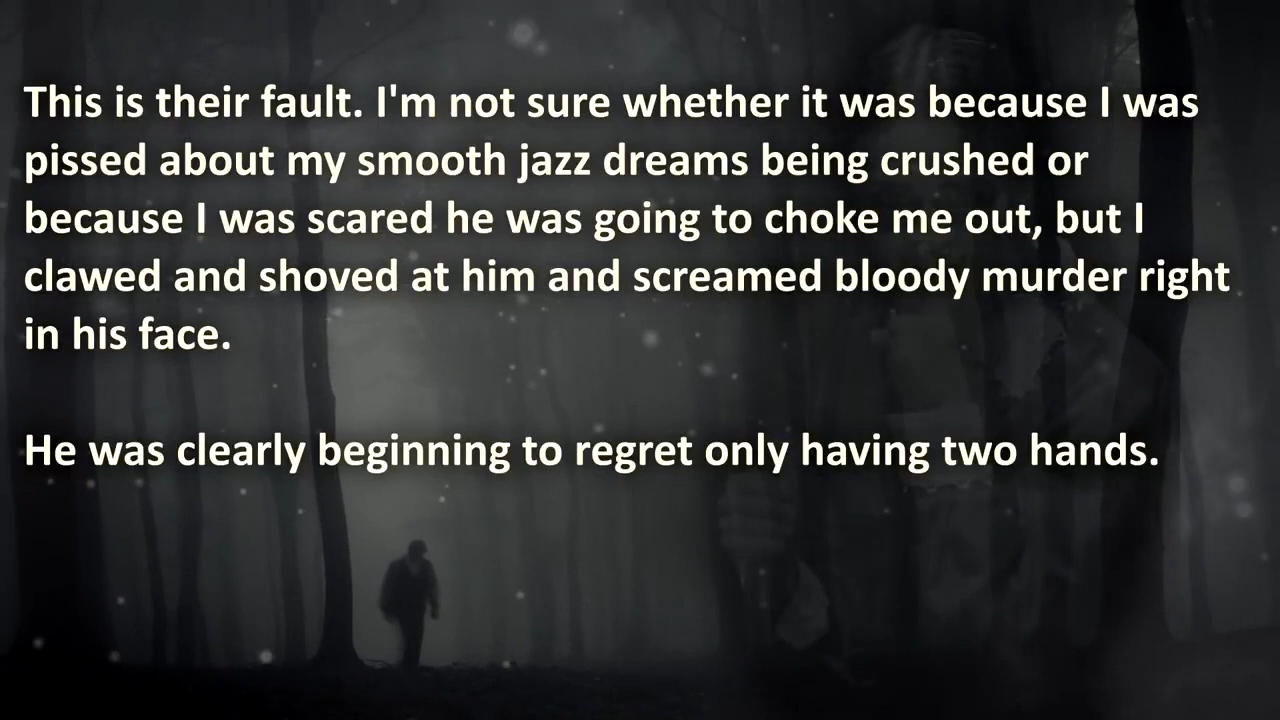 This is their fault. I'm not sure whether it was because I was
pissed about my smooth jazz dreams being crushed or
because I was scared he was going to choke me out, but I
clawed and shoved at him and screamed bloody murder right
in his face.
He was clearly beginning to regret only having two hands.